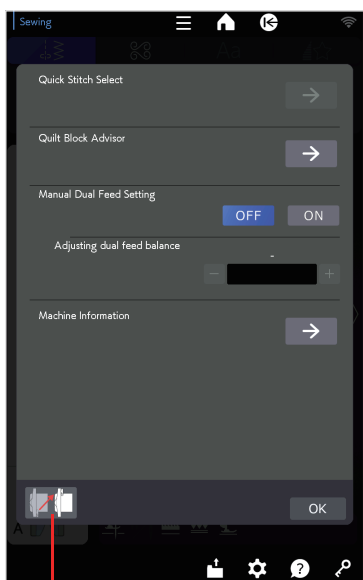 Sewing
Aa
Quick Stitch Select
Quilt Block Advisor
Manual Dual Feed Setting
OFF ON
Adjusting dual feed balance
-
− +
Machine Information
OK
A
?